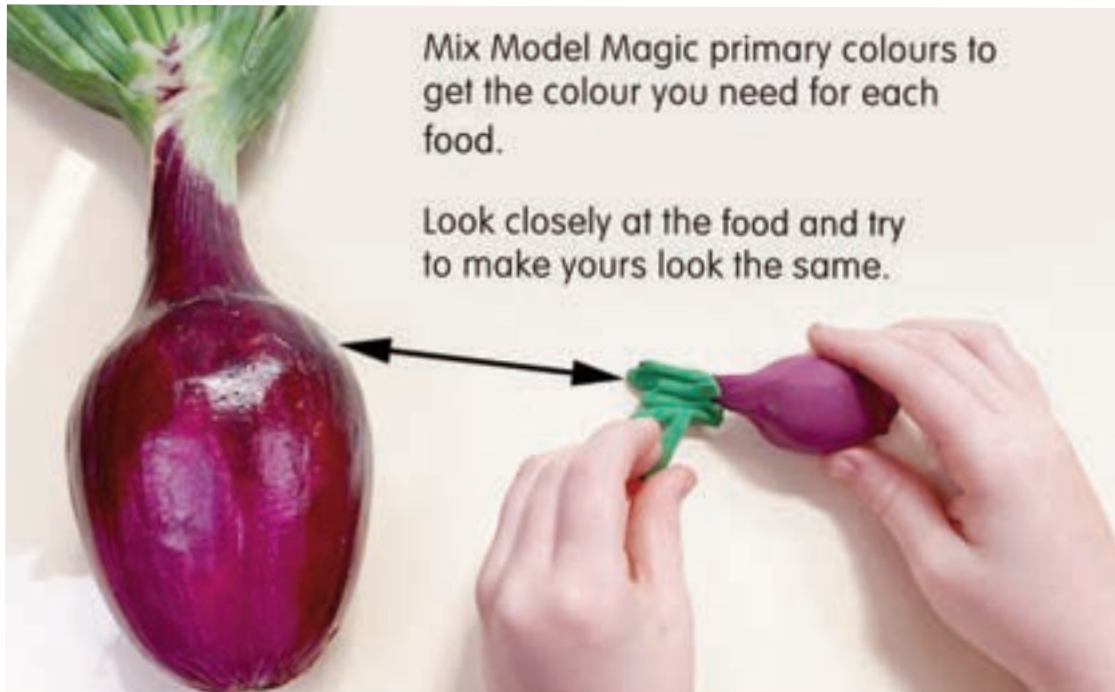 Mix Model Magic primary colours to
get the colour you need for each
food.
Look closely at the food and try
to make yours look the same.